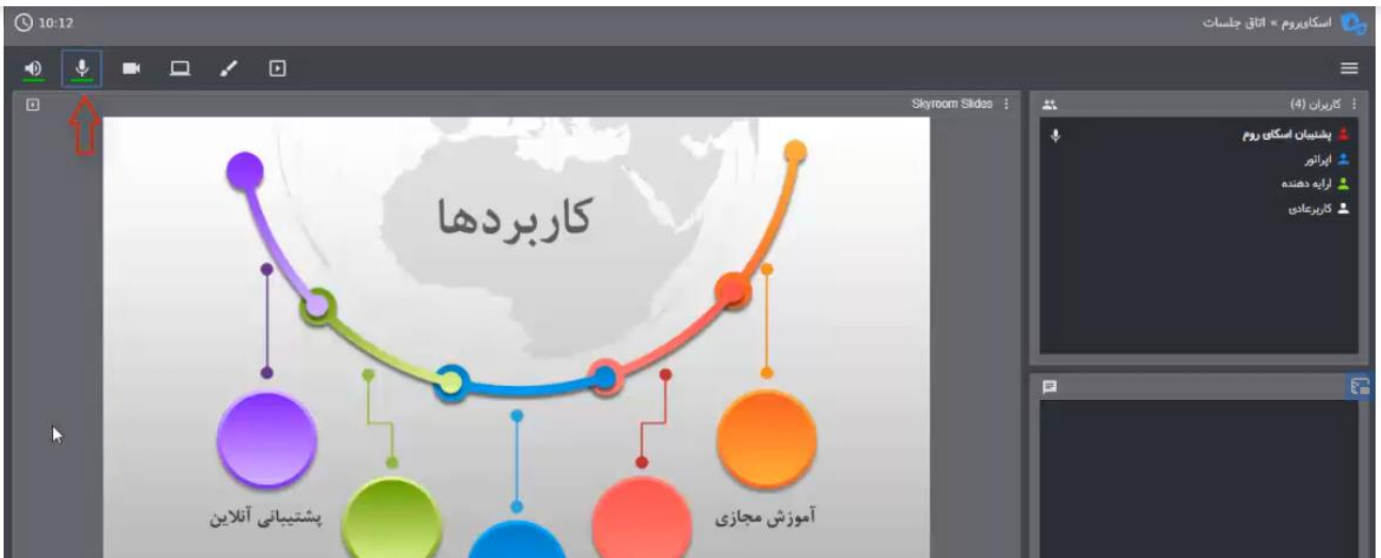 10:12
اسکای‌روم » اتاق جلسات
Skyroom Slides
کاربران (4)
پشتیبان اسکای روم
اپراتور
ارایه دهنده
کاربرعادی
کاربردها
پشتیبانی آنلاین
آموزش مجازی